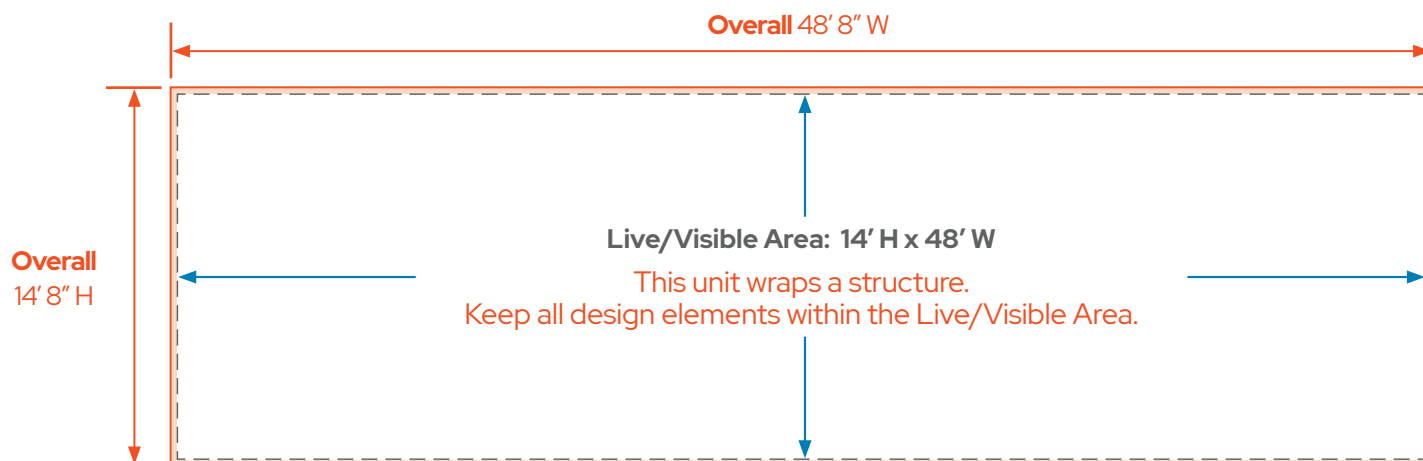 Overall 48′ 8″ W
Live/Visible Area: 14′ H x 48′ W
Overall
14′ 8″ H
This unit wraps a structure.
Keep all design elements within the Live/Visible Area.